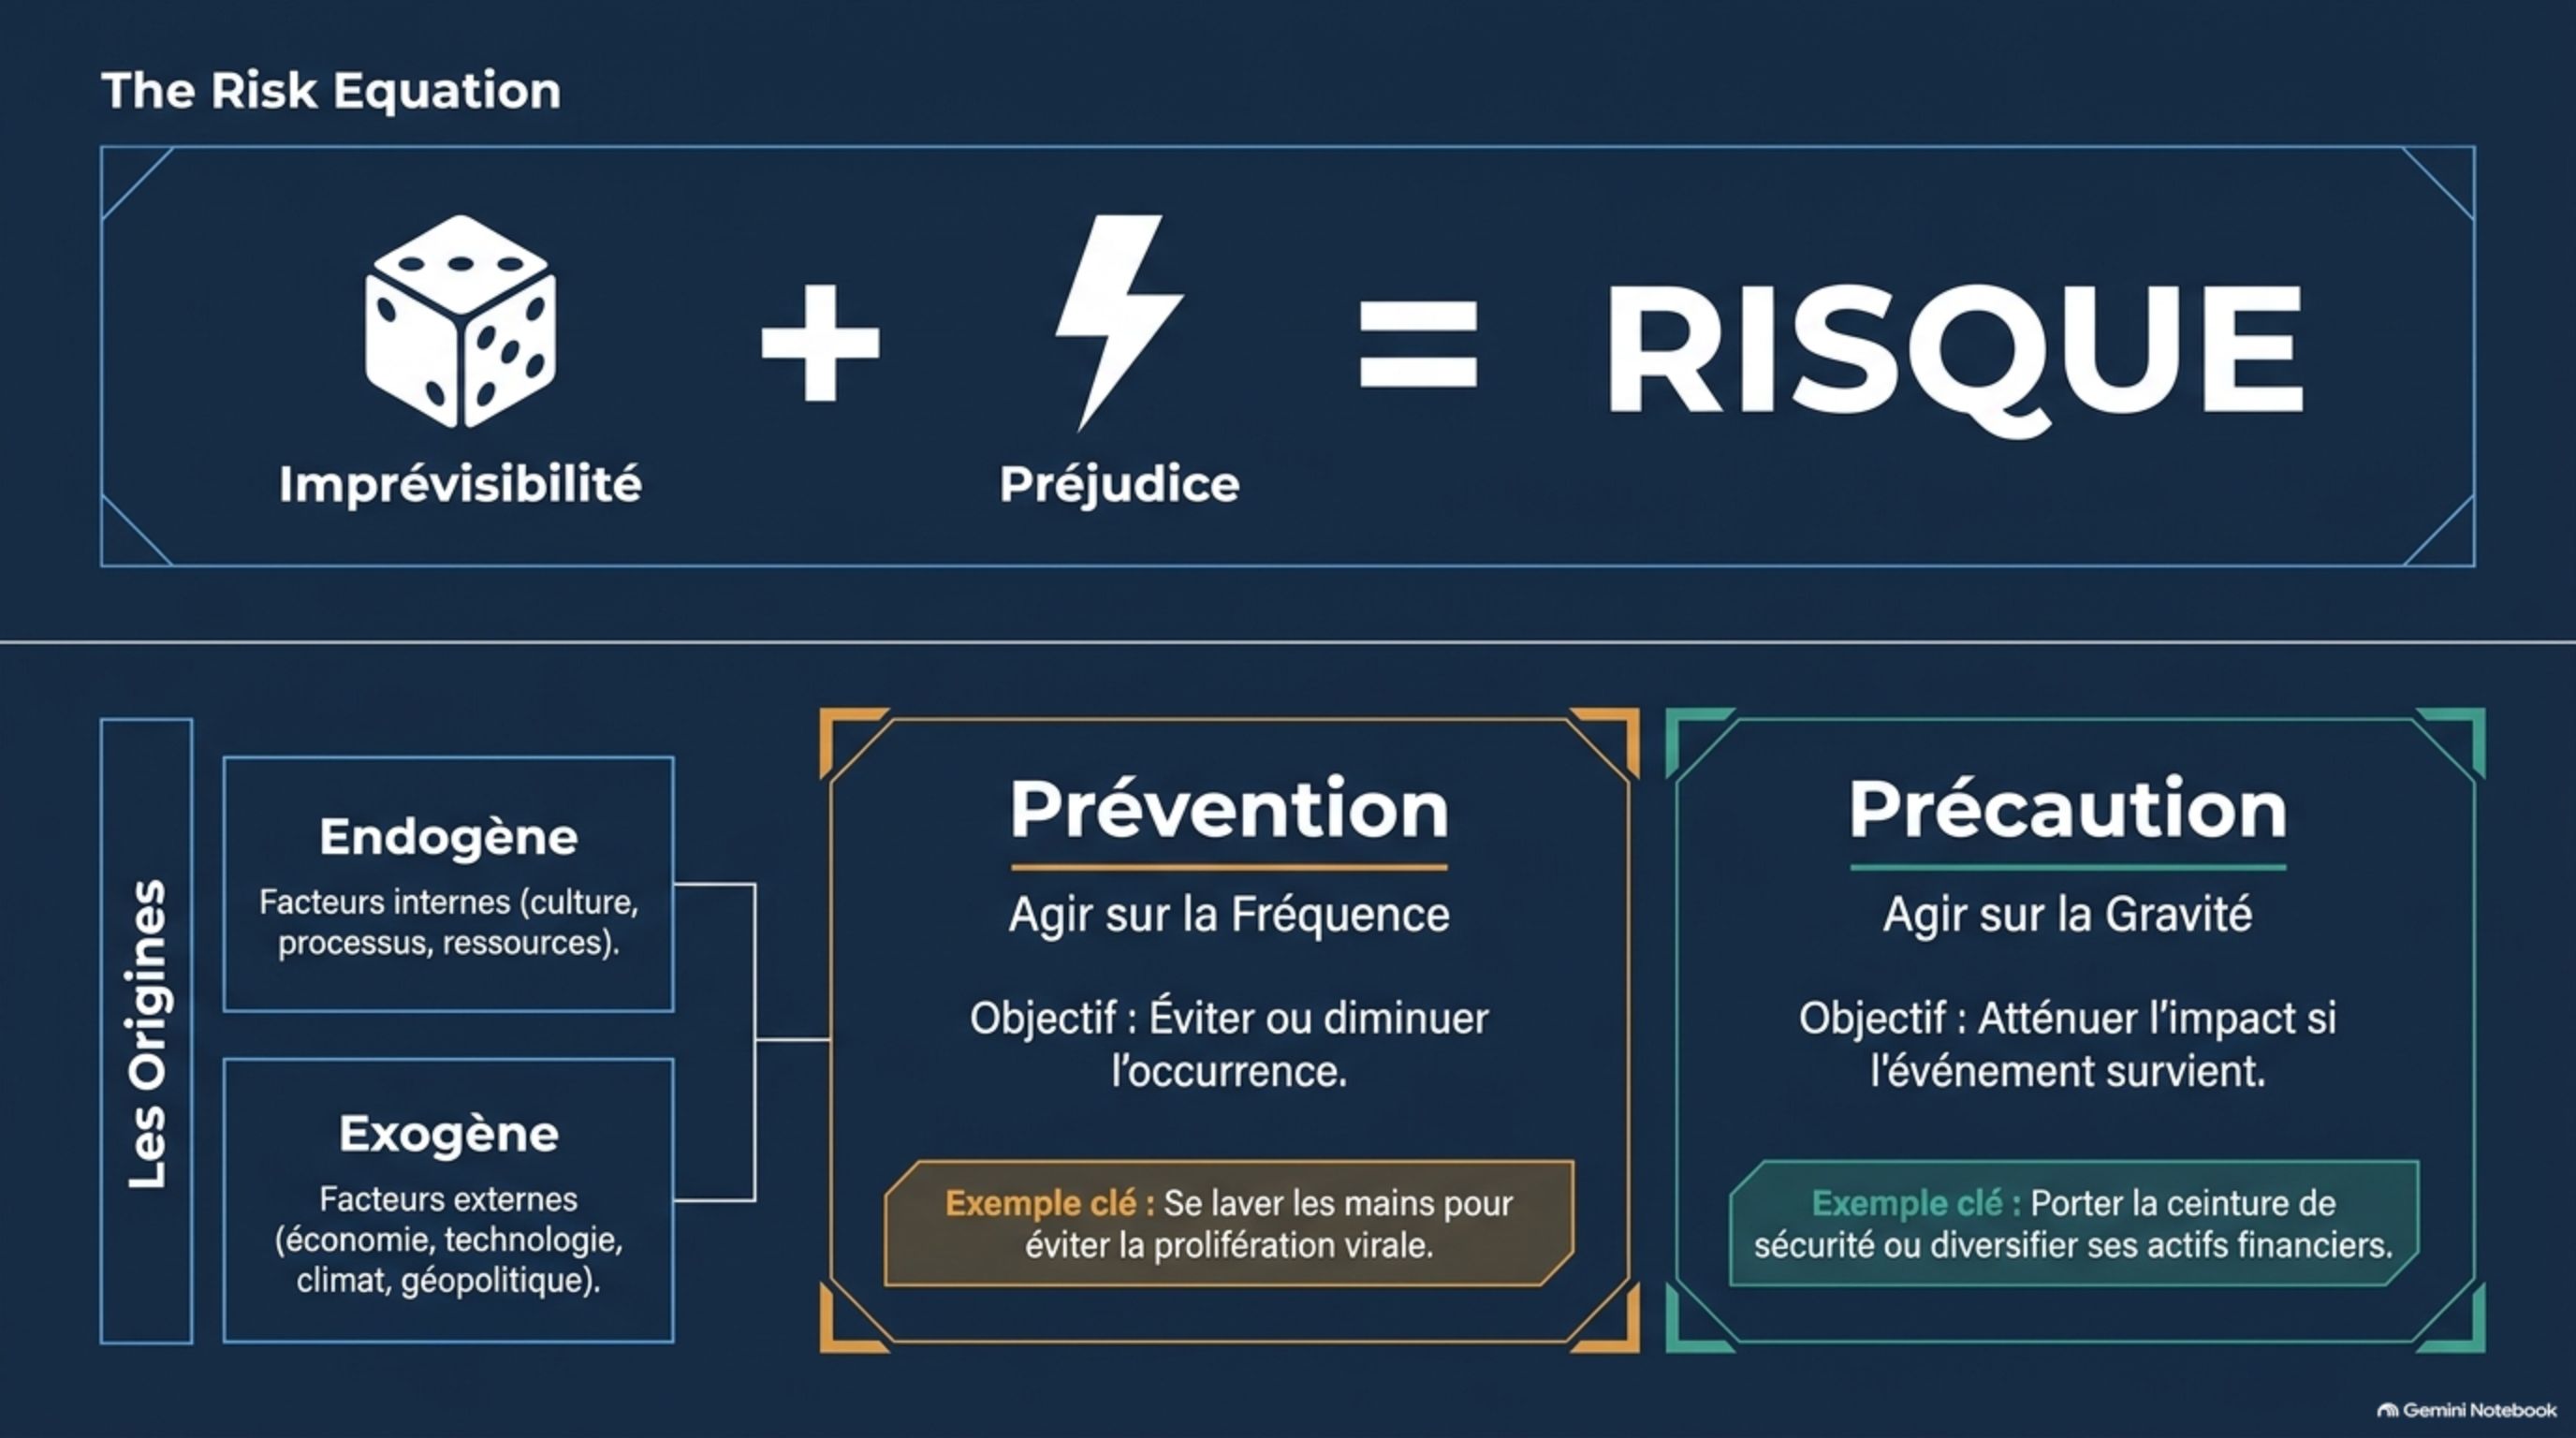 The Risk Equation
+
=
RISQUE
Imprévisibilité
Préjudice
Les Origines
Endogène
Facteurs internes (culture,
processus, ressources).
Exogène
Facteurs externes
(économie, technologie,
climat, géopolitique).
Prévention
Agir sur la Fréquence
Objectif : Éviter ou diminuer
l’occurrence.
Exemple clé : Se laver les mains pour
éviter la prolifération virale.
Précaution
Agir sur la Gravité
Objectif : Atténuer l’impact si
l'événement survient.
Exemple clé : Porter la ceinture de
sécurité ou diversifier ses actifs financiers.
Gemini Notebook